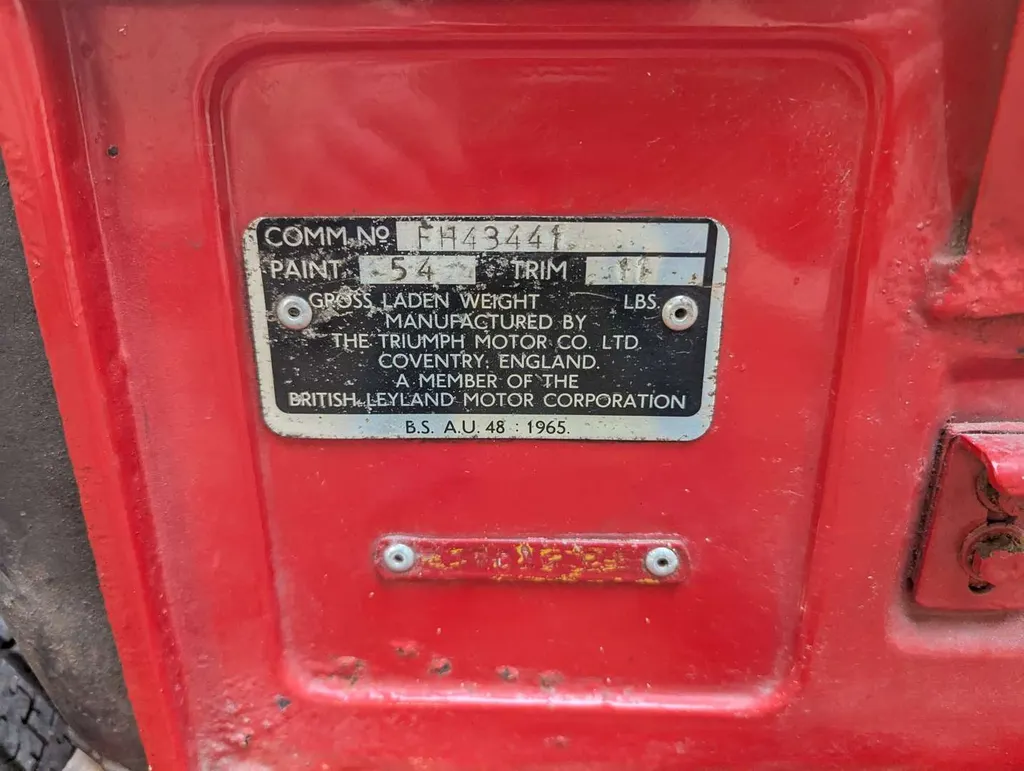 COMM. Nº FH43441
PAINT. 54 TRIM 11
GROSS LADEN WEIGHT LBS.
MANUFACTURED BY
THE TRIUMPH MOTOR CO. LTD.
COVENTRY. ENGLAND.
A MEMBER OF THE
BRITISH LEYLAND MOTOR CORPORATION
B.S. A.U. 48 : 1965.